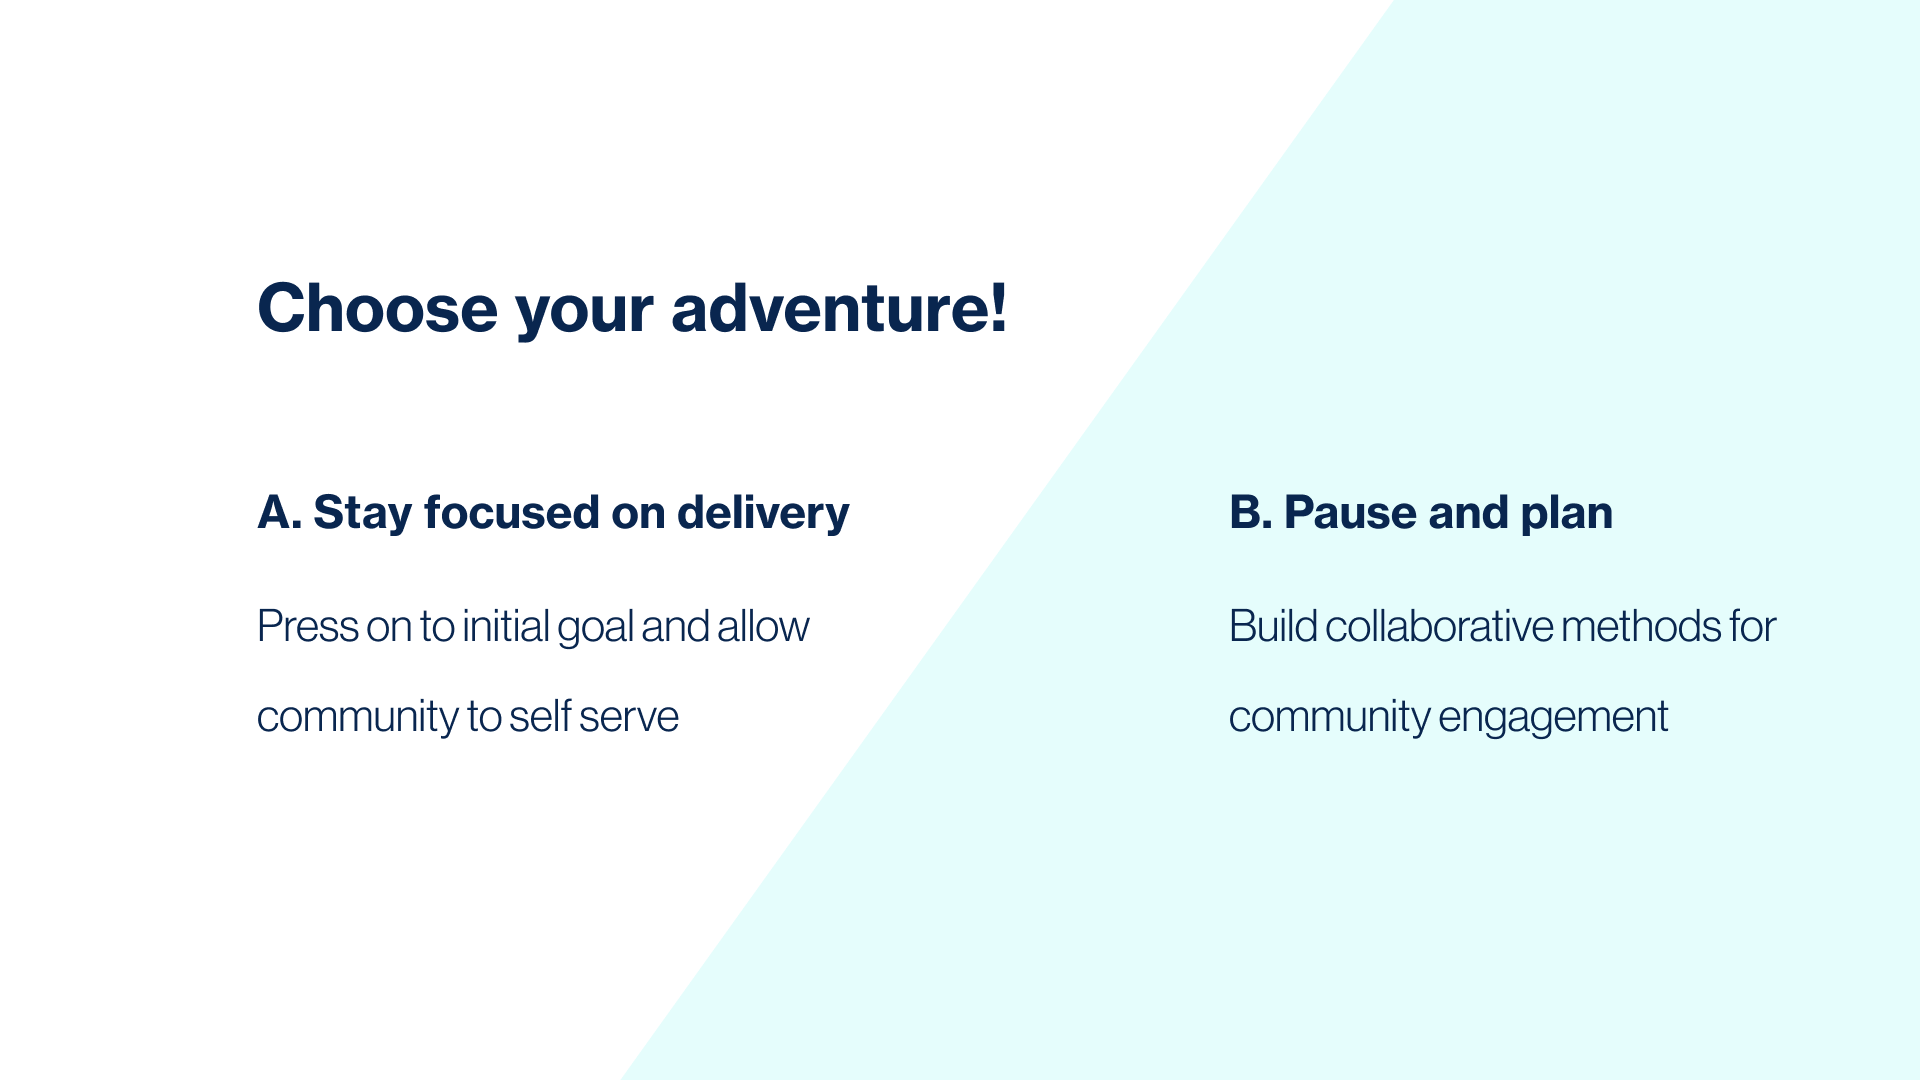 Choose your adventure!
A. Stay focused on delivery
Press on to initial goal and allow
community to self serve
B. Pause and plan
Build collaborative methods for
community engagement